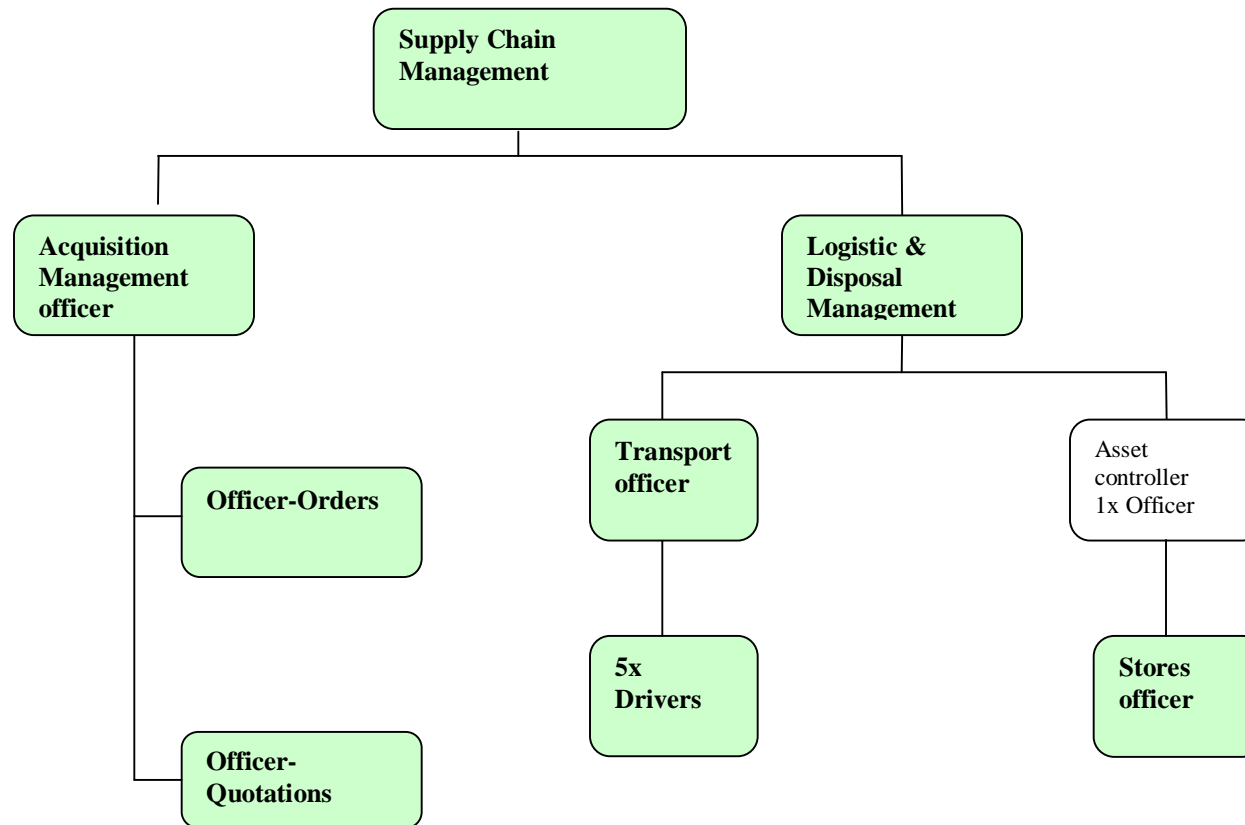 Supply Chain
Management
Acquisition
Management
officer
Logistic &
Disposal
Management
Transport
officer
Asset
controller
1x Officer
Officer-Orders
5x
Drivers
Stores
officer
Officer-
Quotations